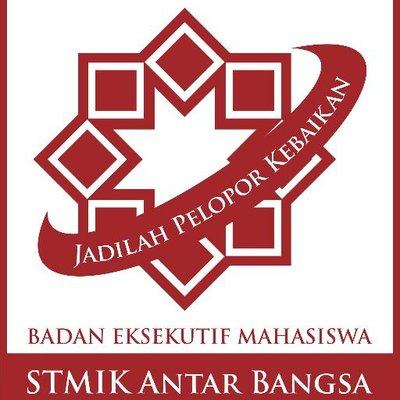 JADILAH PELOPOR KEBAIKAN
BADAN EKSEKUTIF MAHASISWA
STMIK ANTAR BANGSA